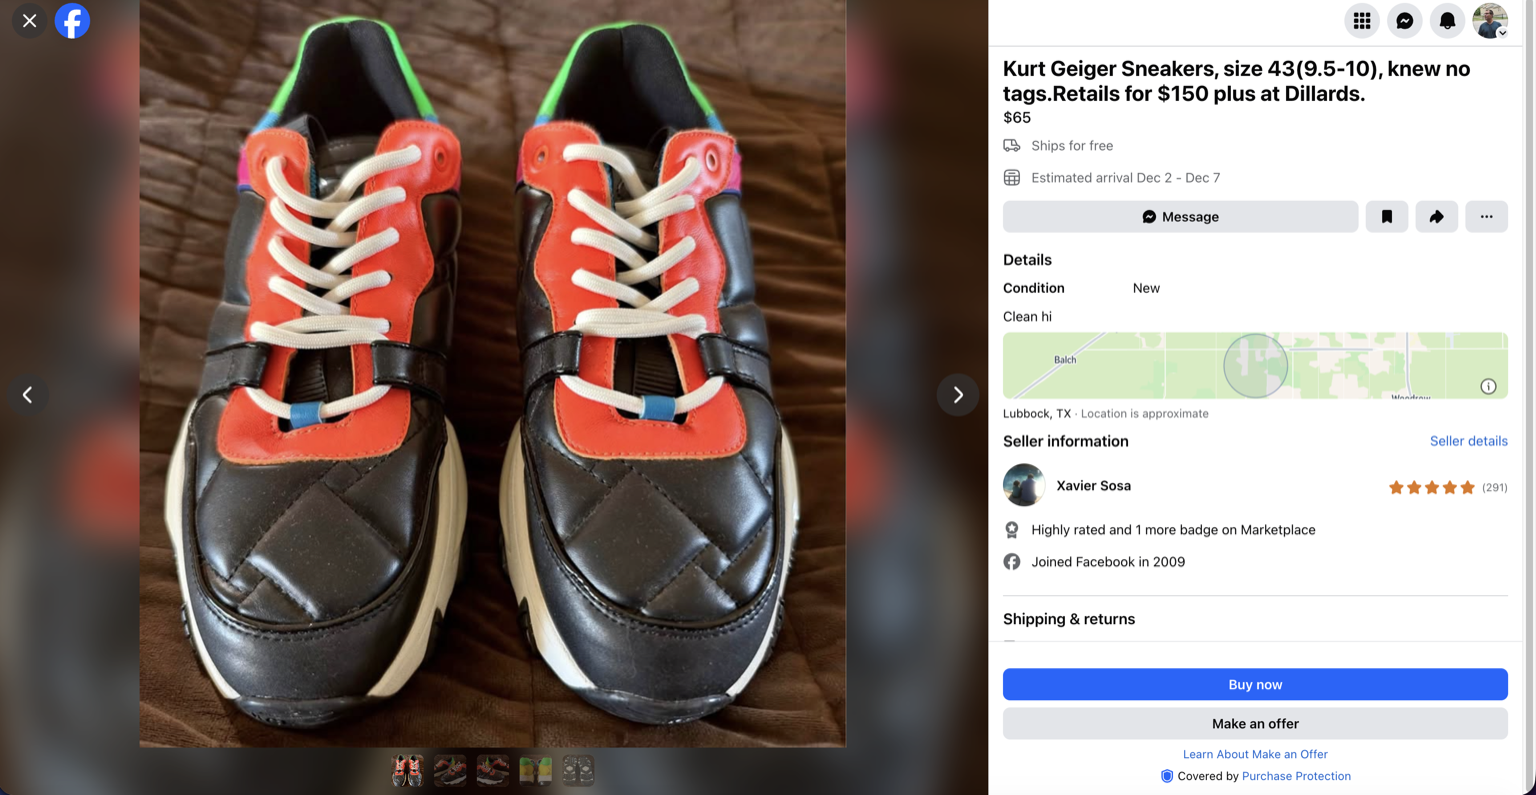 Kurt Geiger Sneakers, size 43(9.5-10), knew no
tags.Retails for $150 plus at Dillards.
$65
Ships for free
Estimated arrival Dec 2 - Dec 7
Message
Details
Condition New
Clean hi
Balch
Woodrow
Lubbock, TX · Location is approximate
Seller information Seller details
Xavier Sosa (291)
Highly rated and 1 more badge on Marketplace
Joined Facebook in 2009
Shipping & returns
Buy now
Make an offer
Learn About Make an Offer
Covered by Purchase Protection